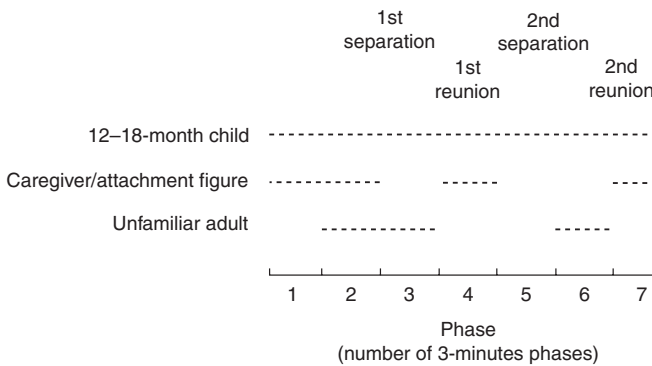 1st
separation
2nd
separation
1st
reunion
2nd
reunion
12–18-month child
Caregiver/attachment figure
Unfamiliar adult
1 2 3 4 5 6 7
Phase
(number of 3-minutes phases)